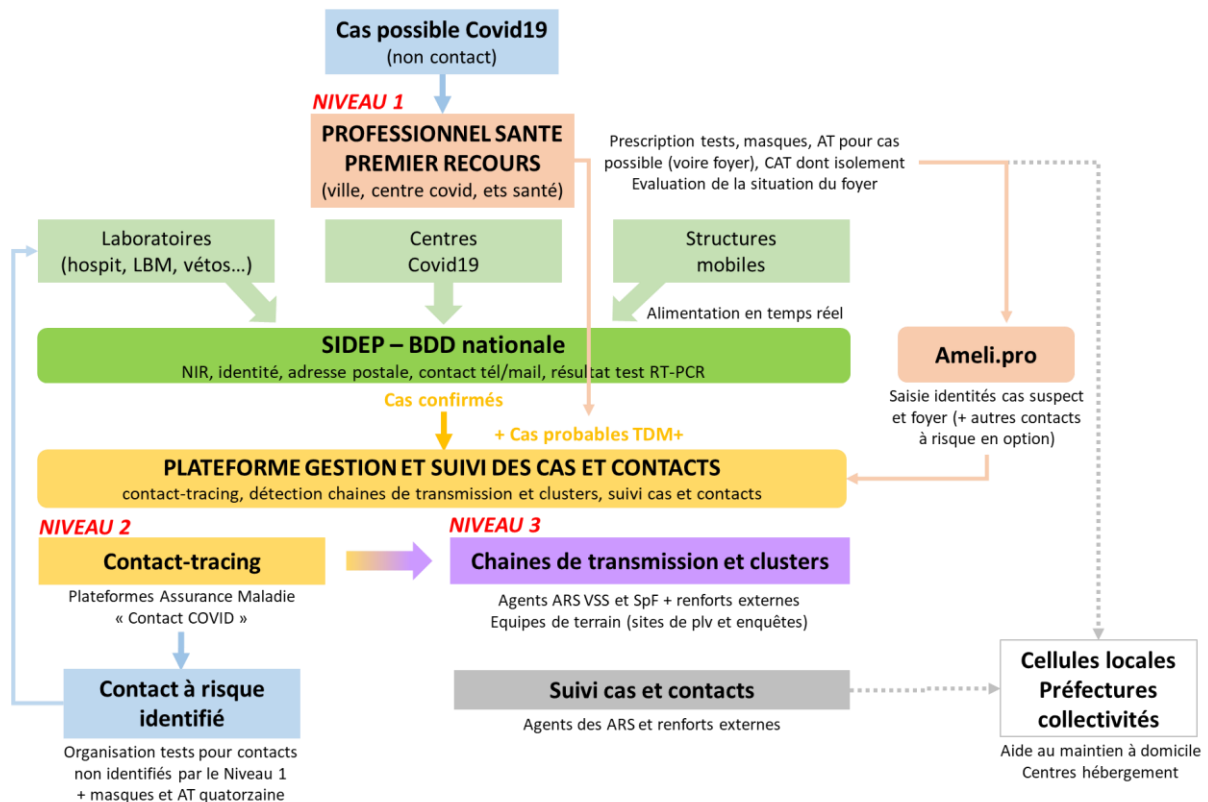 Cas possible Covid19
(non contact)
NIVEAU 1
PROFESSIONNEL SANTE
PREMIER RECOURS
(ville, centre covid, ets santé)
Prescription tests, masques, AT pour cas
possible (voire foyer), CAT dont isolement
Evaluation de la situation du foyer
Laboratoires
(hospit, LBM, vétos...)
Centres
Covid19
Structures
mobiles
Alimentation en temps réel
SIDEP – BDD nationale
NIR, identité, adresse postale, contact tél/mail, résultat test RT-PCR
Ameli.pro
Saisie identités cas suspect
et foyer (+ autres contacts
à risque en option)
Cas confirmés
+ Cas probables TDM+
PLATEFORME GESTION ET SUIVI DES CAS ET CONTACTS
contact-tracing, détection chaines de transmission et clusters, suivi cas et contacts
NIVEAU 2
Contact-tracing
Plateformes Assurance Maladie
« Contact COVID »
NIVEAU 3
Chaines de transmission et clusters
Agents ARS VSS et SpF + renforts externes
Equipes de terrain (sites de plv et enquêtes)
Contact à risque
identifié
Organisation tests pour contacts
non identifiés par le Niveau 1
+ masques et AT quatorzaine
Suivi cas et contacts
Agents des ARS et renforts externes
Cellules locales
Préfectures
collectivités
Aide au maintien à domicile
Centres hébergement